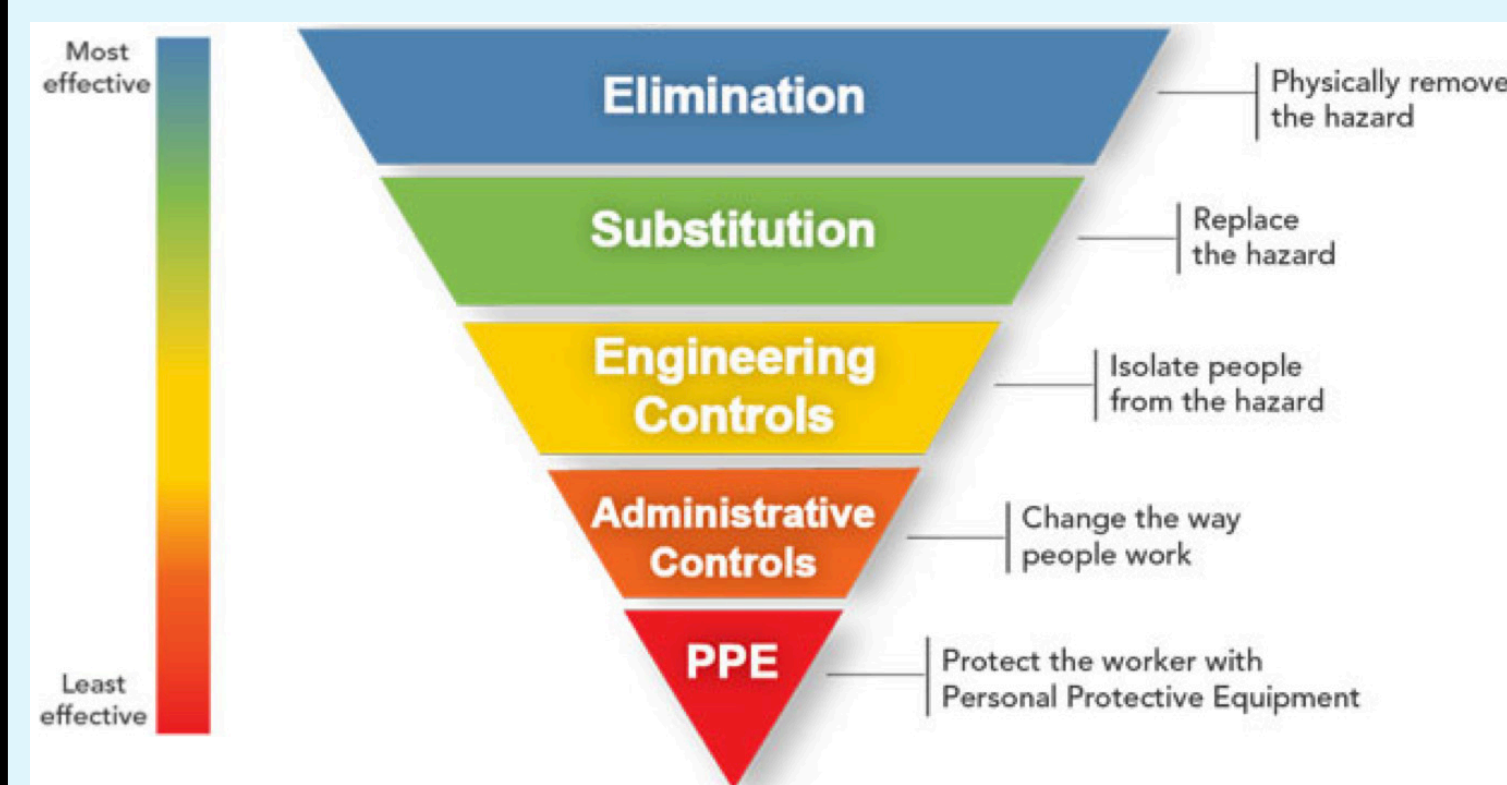 Most
effective
Elimination
Physically remove
the hazard
Substitution
Replace
the hazard
Engineering
Controls
Isolate people
from the hazard
Administrative
Controls
Change the way
people work
PPE
Protect the worker with
Personal Protective Equipment
Least
effective